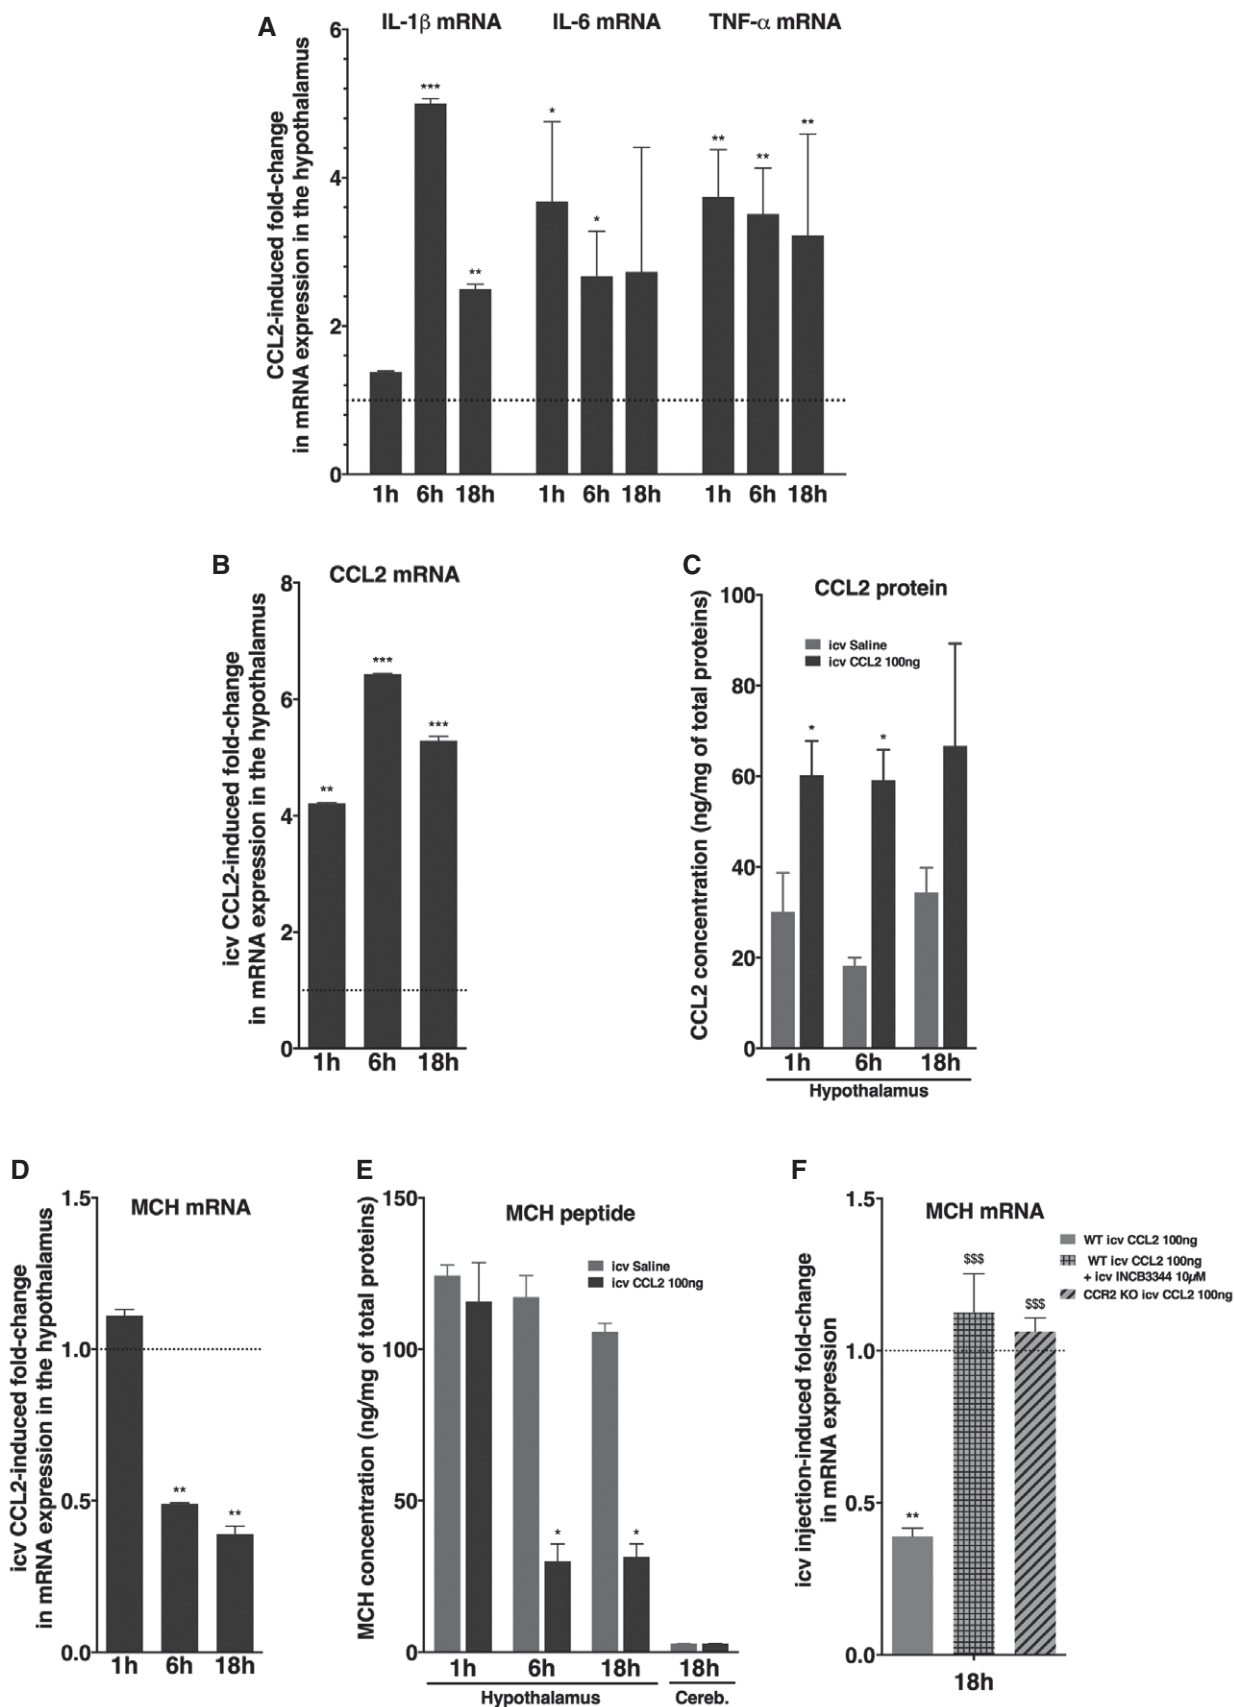 A
IL-1β mRNA
IL-6 mRNA
TNF-α mRNA
CCL2-induced fold-change
in mRNA expression in the hypothalamus
6
4
2
0
***
**
*
*
**
**
**
1h 6h 18h
1h 6h 18h
1h 6h 18h
B
CCL2 mRNA
icv CCL2-induced fold-change
in mRNA expression in the hypothalamus
8
6
4
2
0
**
***
***
1h 6h 18h
C
CCL2 protein
CCL2 concentration (ng/mg of total proteins)
100
80
60
40
20
0
icv Saline
icv CCL2 100ng
*
*
1h 6h 18h
Hypothalamus
D
MCH mRNA
icv CCL2-induced fold-change
in mRNA expression in the hypothalamus
1.5
1.0
0.5
0.0
**
**
1h 6h 18h
E
MCH peptide
MCH concentration (ng/mg of total proteins)
150
100
50
0
icv Saline
icv CCL2 100ng
*
*
1h 6h 18h 18h
Hypothalamus Cereb.
F
MCH mRNA
icv injection-induced fold-change
in mRNA expression
1.5
1.0
0.5
0.0
WT icv CCL2 100ng
WT icv CCL2 100ng
+ icv INCB3344 10µM
CCR2 KO icv CCL2 100ng
**
$$$
$$$
18h